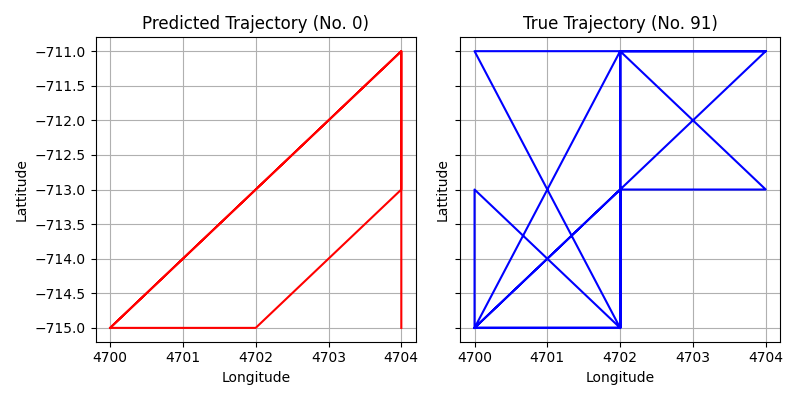 Predicted Trajectory (No. 0)
True Trajectory (No. 91)
−711.0
−711.5
−712.0
−712.5
−713.0
−713.5
−714.0
−714.5
−715.0
Lattitude
Lattitude
4700 4701 4702 4703 4704
4700 4701 4702 4703 4704
Longitude
Longitude